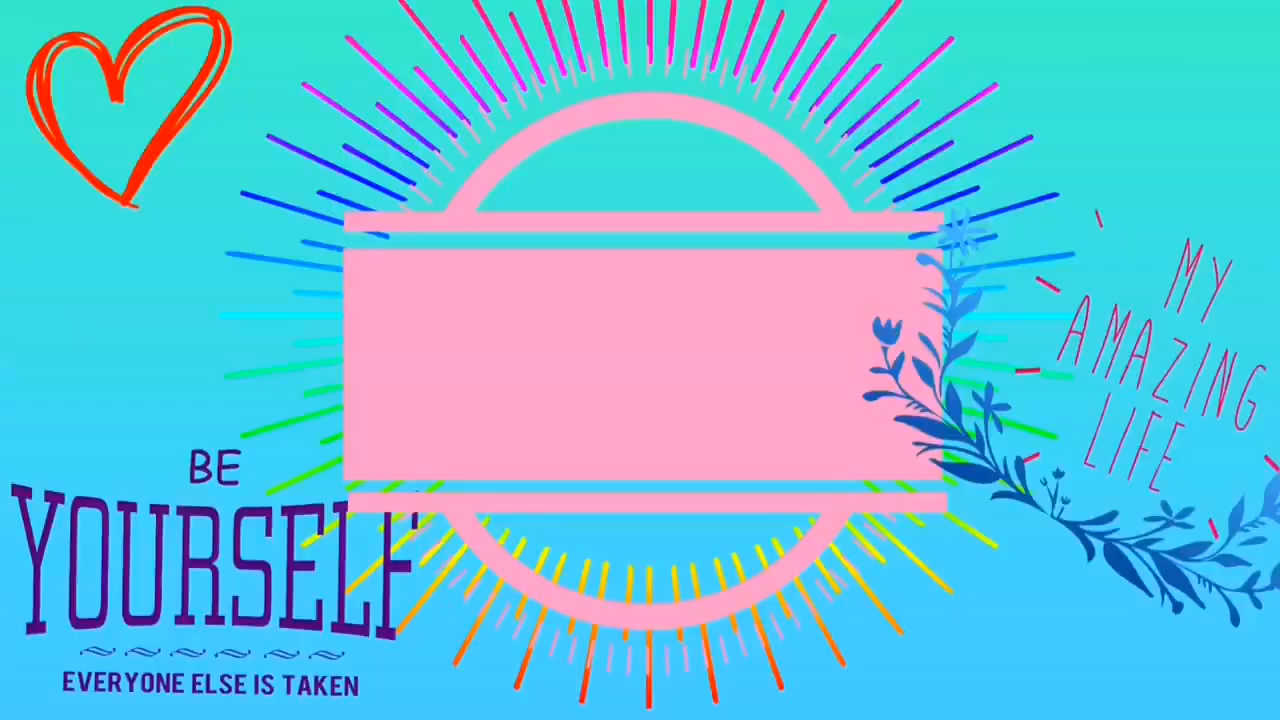 MY
AMAZING
LIFE
BE
YOURSELF
EVERYONE ELSE IS TAKEN